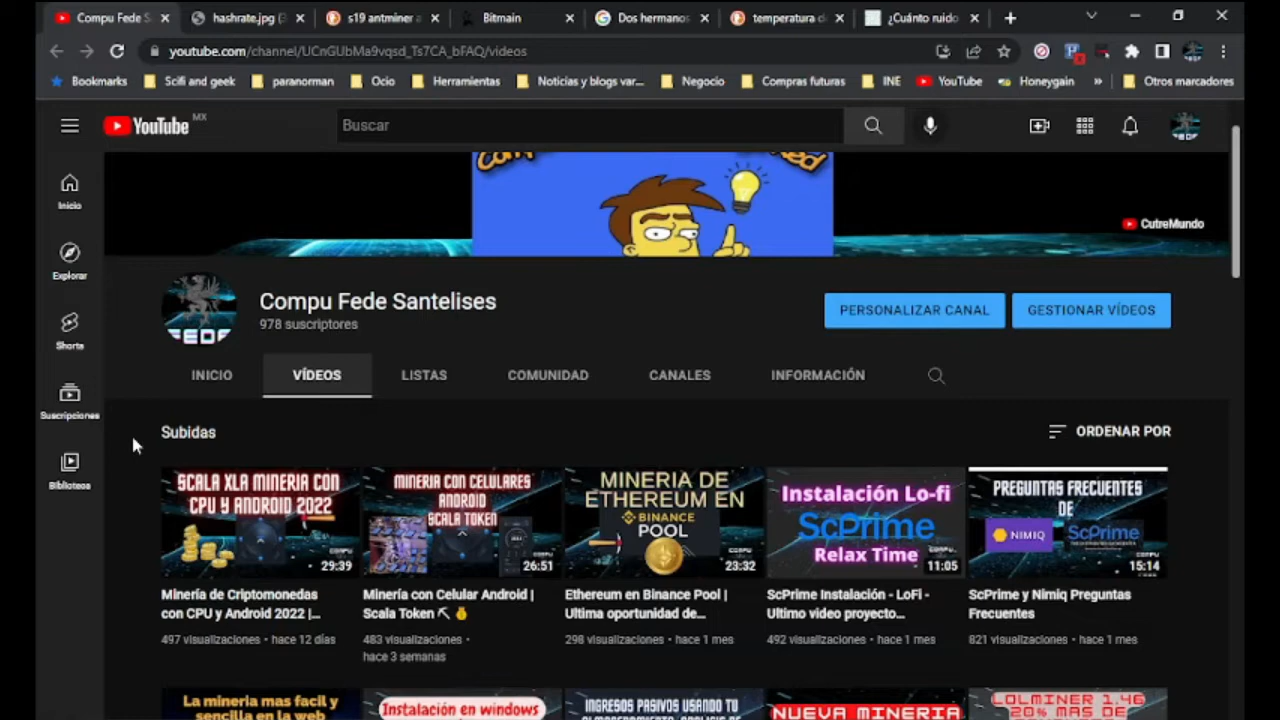 Compu Fede S
hashrate.jpg (
s19 antminer a
Bitmain
Dos hermanos
temperatura d
¿Cuánto ruido
youtube.com/channel/UCnGUbMa9vqsd_Ts7CA_bFAQ/videos
Bookmarks
Scifi and geek
paranorman
Ocio
Herramientas
Noticias y blogs var...
Negocio
Compras futuras
INE
YouTube
Honeygain
»
Otros marcadores
YouTube MX
Buscar
CutreMundo
Inicio
Explorar
Shorts
Suscripciones
Biblioteca
Compu Fede Santelises
978 suscriptores
PERSONALIZAR CANAL
GESTIONAR VÍDEOS
INICIO
VÍDEOS
LISTAS
COMUNIDAD
CANALES
INFORMACIÓN
Subidas
ORDENAR POR
SCALA XLA MINERIA CON
CPU Y ANDROID 2022
29:39
Minería de Criptomonedas
con CPU y Android 2022 |...
497 visualizaciones • hace 12 días
MINERIA CON CELULARES
ANDROID
SCALA TOKEN
26:51
Minería con Celular Android |
Scala Token
483 visualizaciones •
hace 3 semanas
MINERIA DE
ETHEREUM EN
BINANCE
POOL
23:32
Ethereum en Binance Pool |
Ultima oportunidad de...
298 visualizaciones • hace 1 mes
Instalación Lo-fi
ScPrime
Relax Time
11:05
ScPrime Instalación - LoFi -
Ultimo video proyecto...
492 visualizaciones • hace 1 mes
PREGUNTAS FRECUENTES
DE
NIMIQ
ScPrime
15:14
ScPrime y Nimiq Preguntas
Frecuentes
821 visualizaciones • hace 1 mes
La mineria mas facil y
sencilla en la web
Instalación en windows
INGRESOS PASIVOS USANDO TU
NUEVA MINERIA
LOLMINER 1.46
20% MAS DE